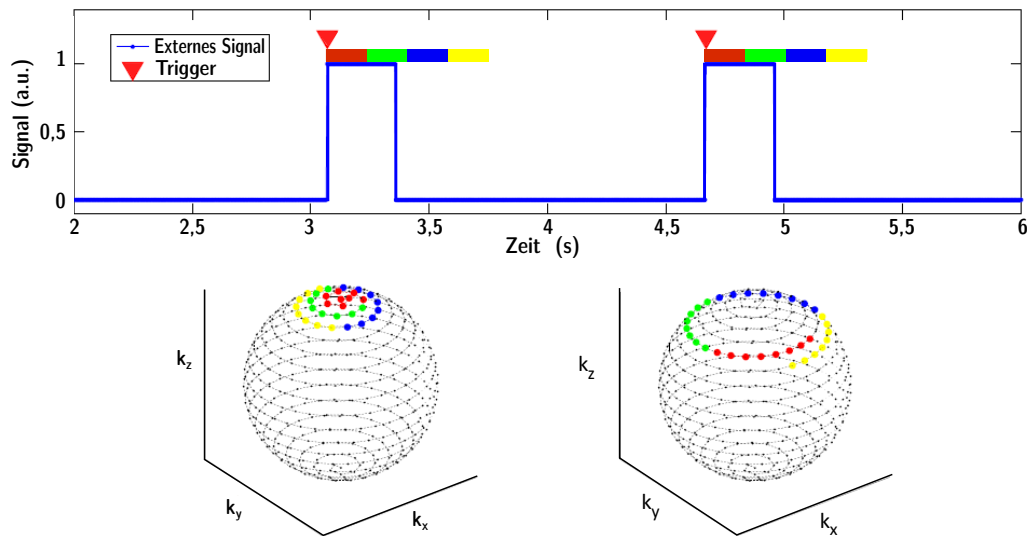 Externes Signal
Trigger
Signal (a.u.)
1
0,5
0
2 2,5 3 3,5 4 4,5 5 5,5 6
Zeit (s)
kz
ky
kx
kz
ky
kx